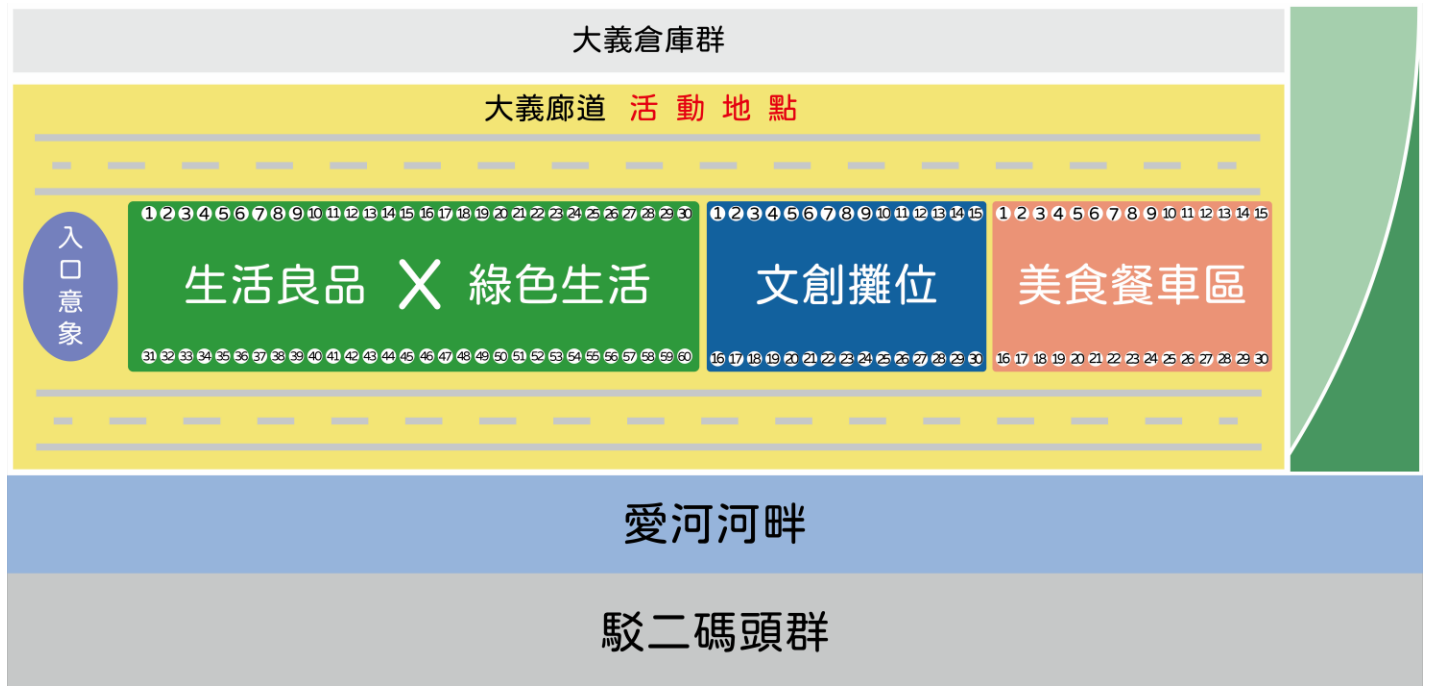 大義倉庫群
大義廊道 活動地點
入口意象
1 2 3 4 5 6 7 8 9 10 11 12 13 14 15 16 17 18 19 20 21 22 23 24 25 26 27 28 29 30
生活良品 X 綠色生活
31 32 33 34 35 36 37 38 39 40 41 42 43 44 45 46 47 48 49 50 51 52 53 54 55 56 57 58 59 60
1 2 3 4 5 6 7 8 9 10 11 12 13 14 15
文創攤位
16 17 18 19 20 21 22 23 24 25 26 27 28 29 30
1 2 3 4 5 6 7 8 9 10 11 12 13 14 15
美食餐車區
16 17 18 19 20 21 22 23 24 25 26 27 28 29 30
愛河河畔
駁二碼頭群